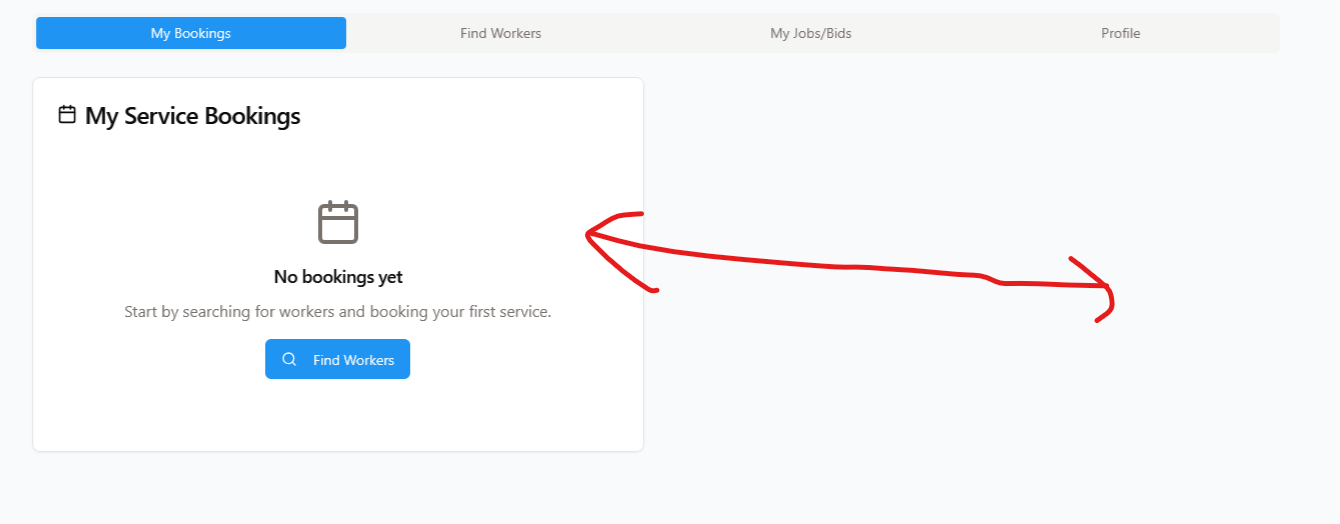 My Bookings Find Workers My Jobs/Bids Profile
My Service Bookings
No bookings yet
Start by searching for workers and booking your first service.
Find Workers